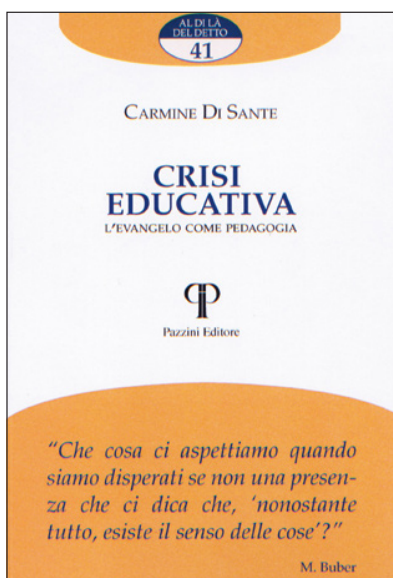 AL DI LÀ
DEL DETTO
41
CARMINE DI SANTE
CRISI
EDUCATIVA
L'EVANGELO COME PEDAGOGIA
Pazzini Editore
"Che cosa ci aspettiamo quando
siamo disperati se non una presen-
za che ci dica che, 'nonostante
tutto, esiste il senso delle cose'?"
M. Buber